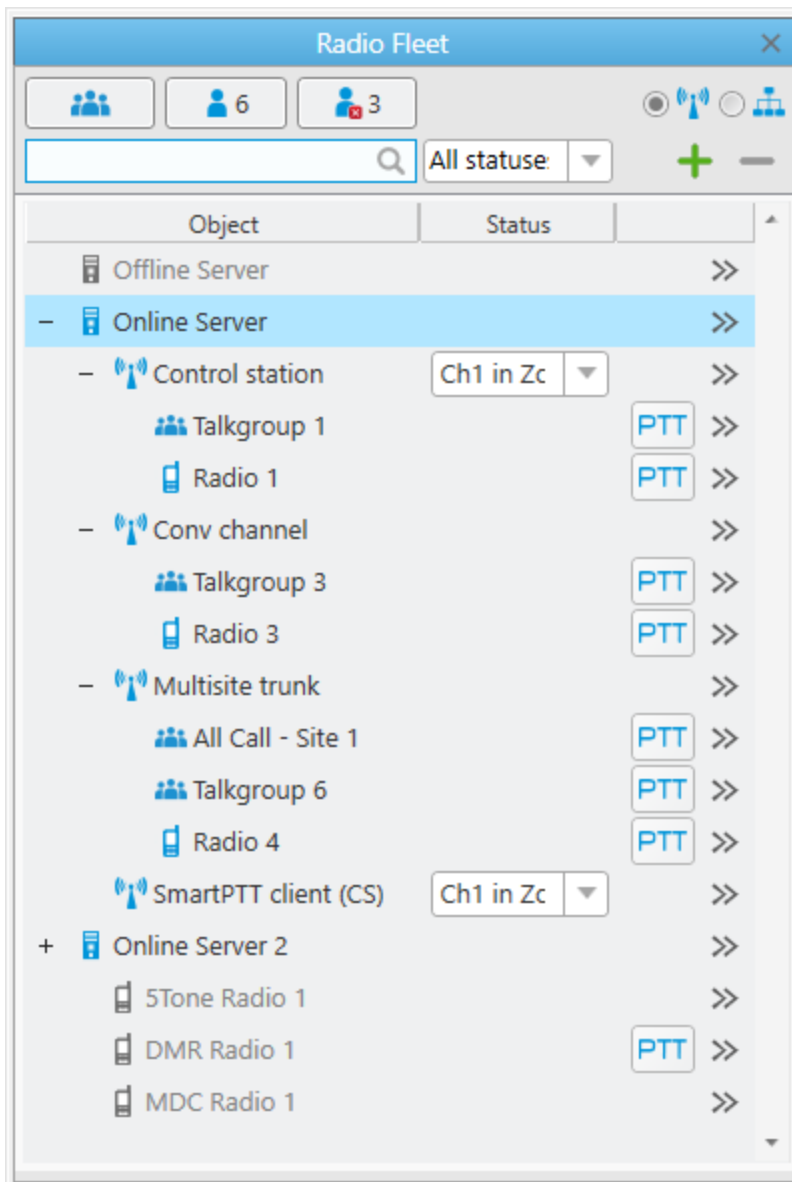 Radio Fleet
6 3
All statuse
Object Status
Offline Server
Online Server
Control station Ch1 in Zo
Talkgroup 1 PTT
Radio 1 PTT
Conv channel
Talkgroup 3 PTT
Radio 3 PTT
Multisite trunk
All Call - Site 1 PTT
Talkgroup 6 PTT
Radio 4 PTT
SmartPTT client (CS) Ch1 in Zo
Online Server 2
5Tone Radio 1
DMR Radio 1 PTT
MDC Radio 1